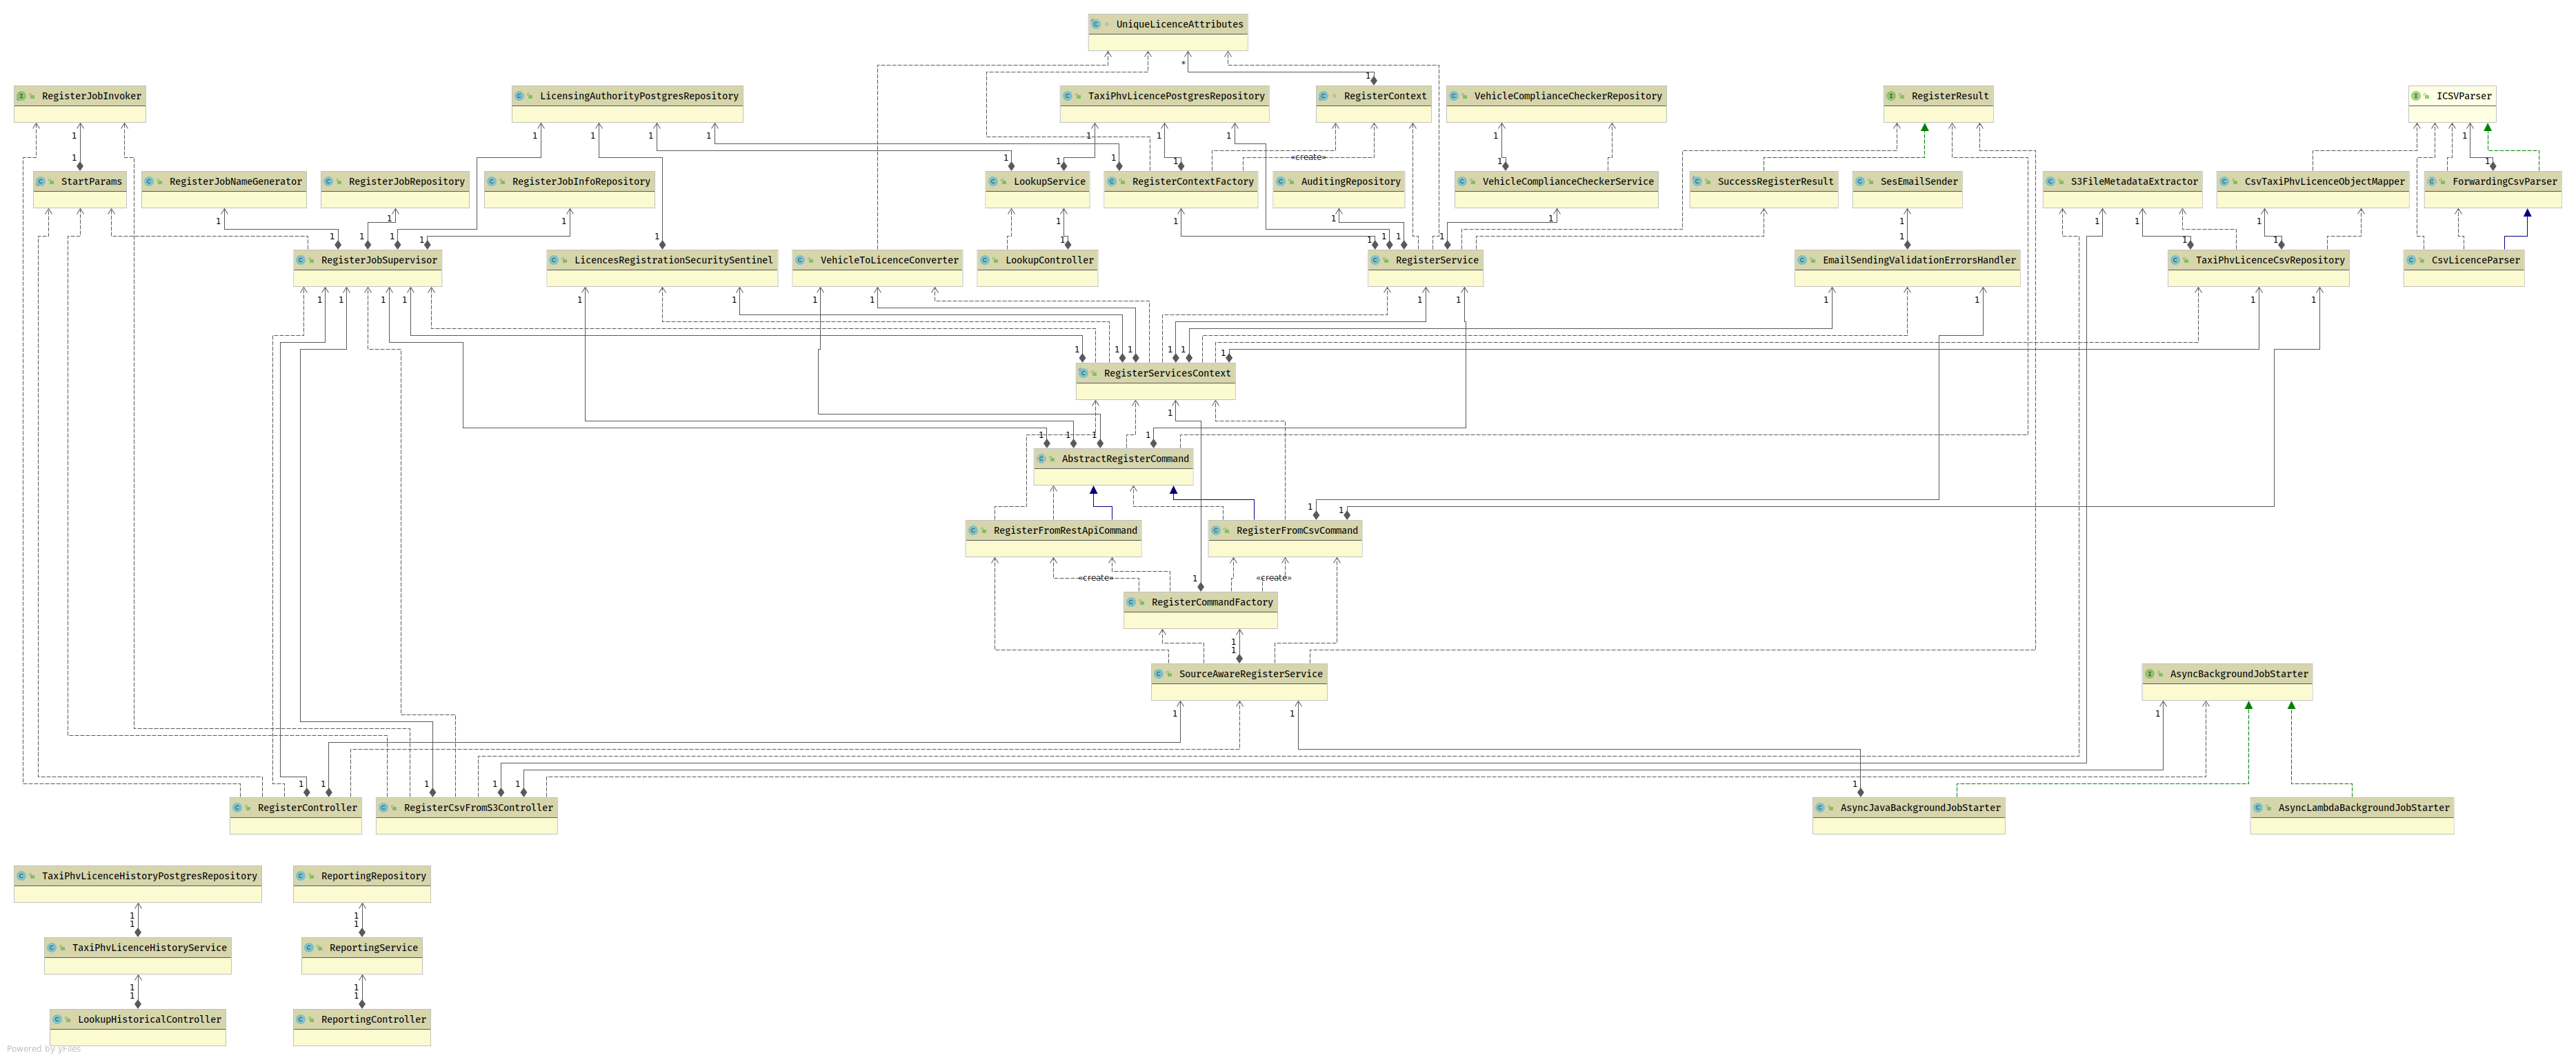 UniqueLicenceAttributes
RegisterJobInvoker
LicensingAuthorityPostgresRepository
TaxiPhvLicencePostgresRepository
RegisterContext
VehicleComplianceCheckerRepository
RegisterResult
ICSVParser
«create»
StartParams
RegisterJobNameGenerator
RegisterJobRepository
RegisterJobInfoRepository
LookupService
RegisterContextFactory
AuditingRepository
VehicleComplianceCheckerService
SuccessRegisterResult
SesEmailSender
S3FileMetadataExtractor
CsvTaxiPhvLicenceObjectMapper
ForwardingCsvParser
RegisterJobSupervisor
LicencesRegistrationSecuritySentinel
VehicleToLicenceConverter
LookupController
RegisterService
EmailSendingValidationErrorsHandler
TaxiPhvLicenceCsvRepository
CsvLicenceParser
RegisterServicesContext
AbstractRegisterCommand
RegisterFromRestApiCommand
RegisterFromCsvCommand
«create»
«create»
RegisterCommandFactory
SourceAwareRegisterService
AsyncBackgroundJobStarter
RegisterController
RegisterCsvFromS3Controller
AsyncJavaBackgroundJobStarter
AsyncLambdaBackgroundJobStarter
TaxiPhvLicenceHistoryPostgresRepository
ReportingRepository
TaxiPhvLicenceHistoryService
ReportingService
LookupHistoricalController
ReportingController
Powered by yFiles